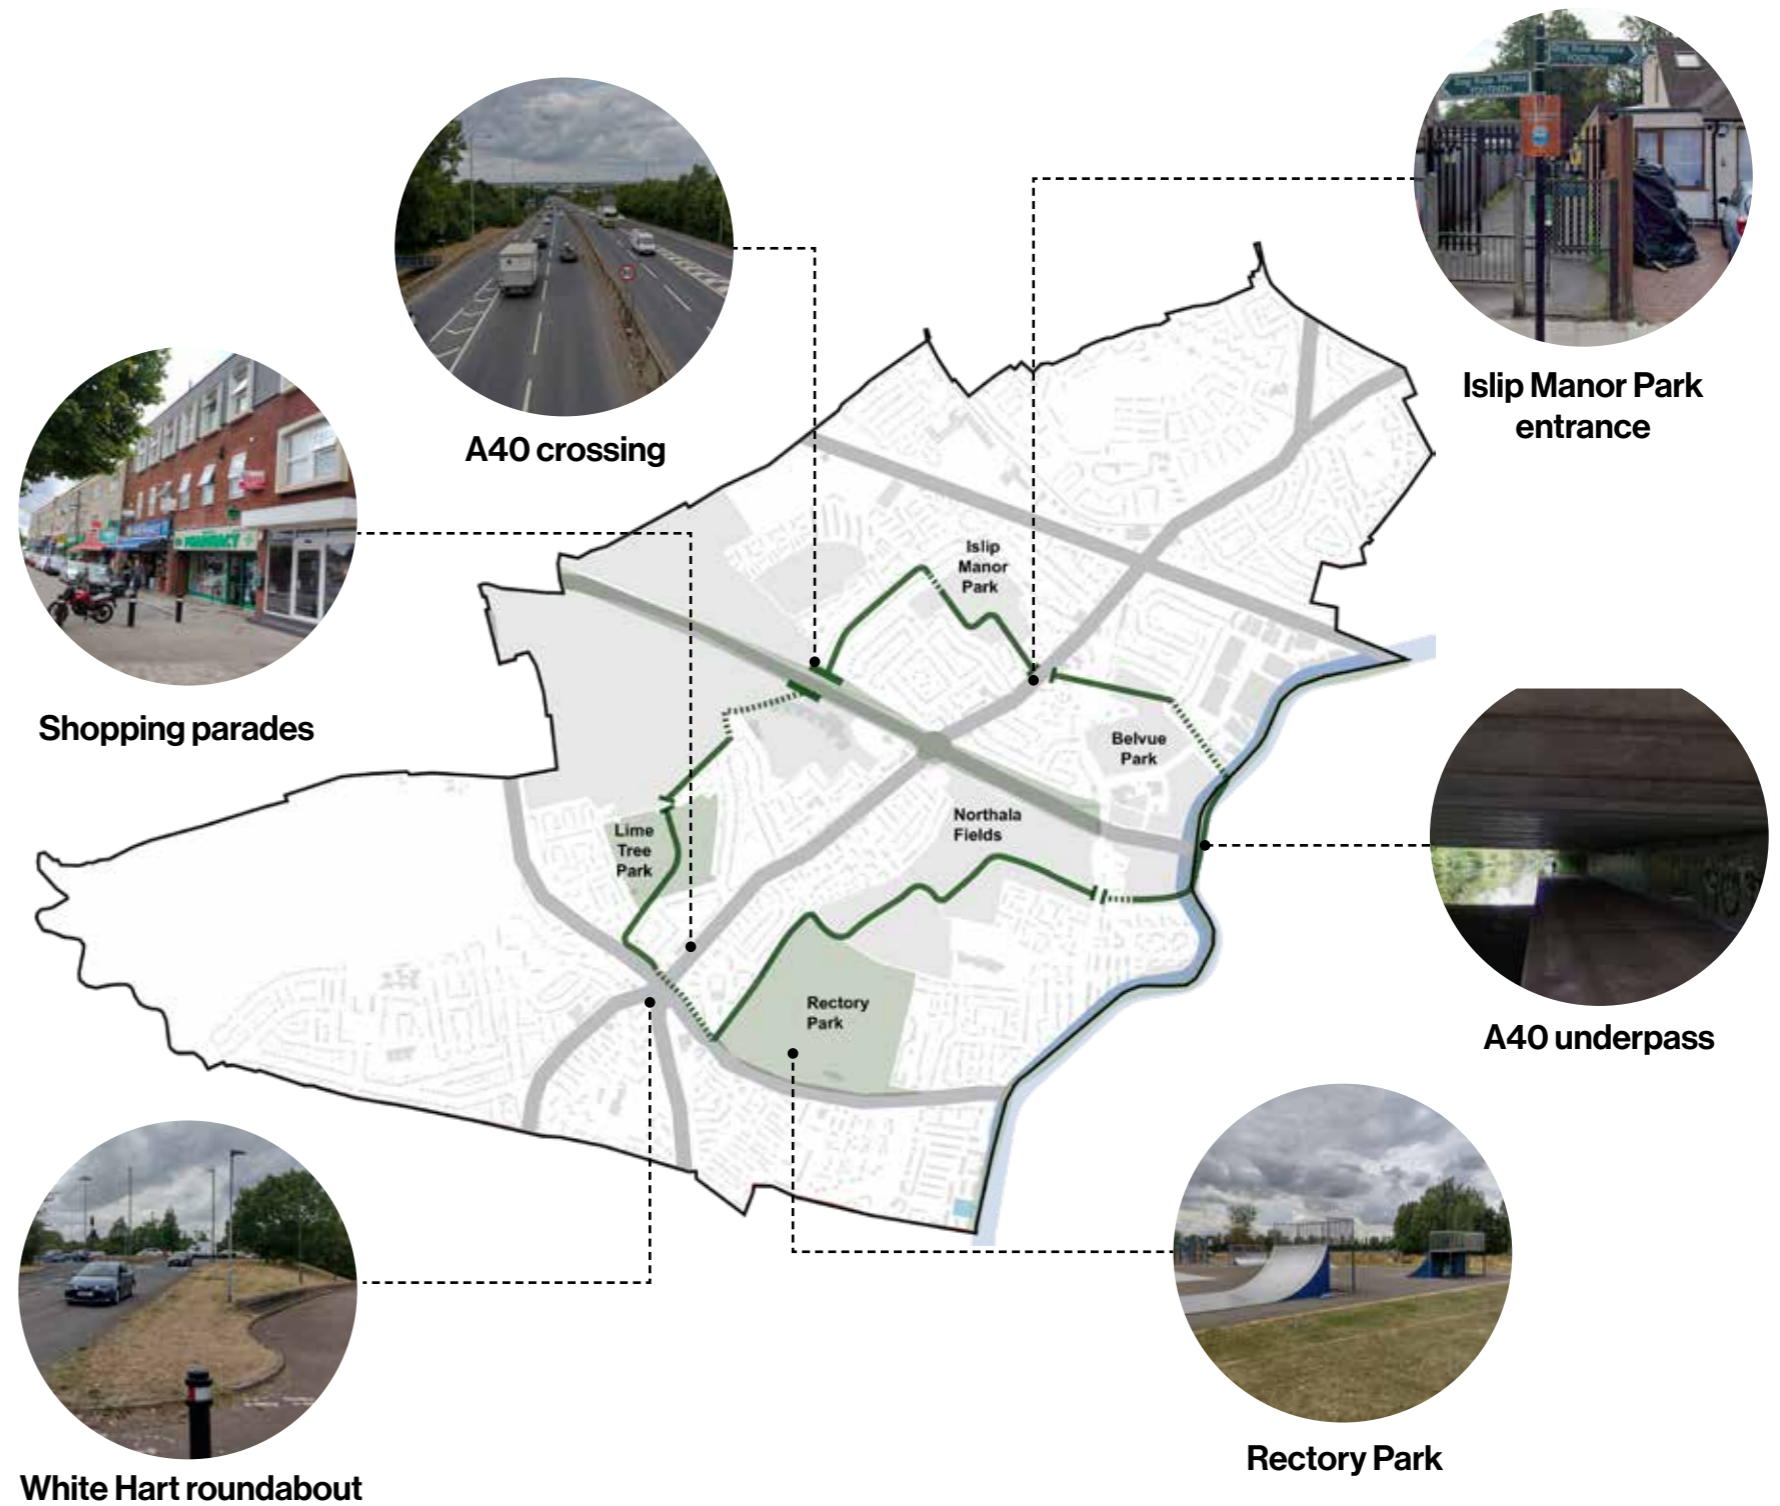 Islip Manor Park
entrance
A40 crossing
Shopping parades
PHARMACY
Islip
Manor
Park
Belvue
Park
Northala
Fields
Lime
Tree
Park
Rectory
Park
A40 underpass
White Hart roundabout
Rectory Park